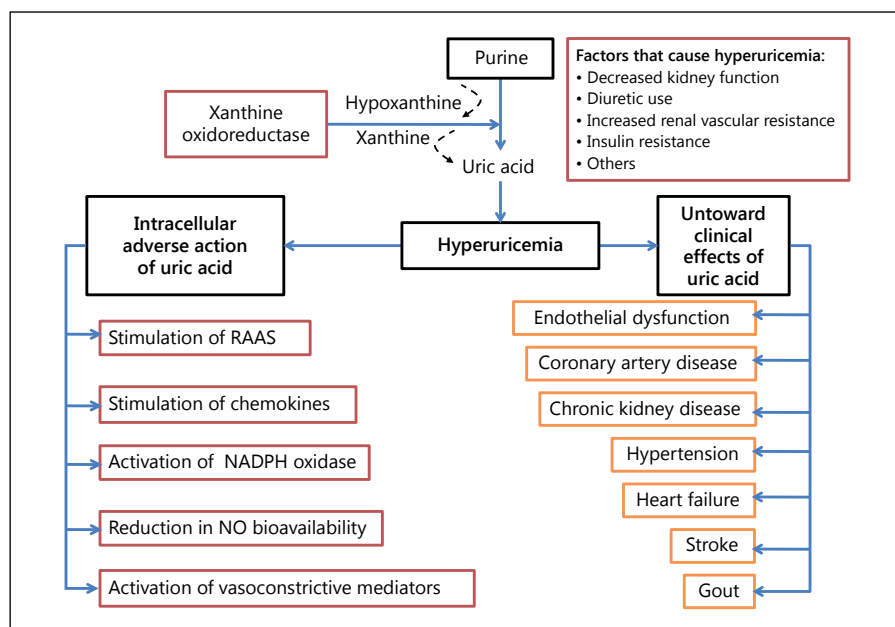 Purine
Factors that cause hyperuricemia:
• Decreased kidney function
• Diuretic use
• Increased renal vascular resistance
• Insulin resistance
• Others
Xanthine
oxidoreductase
Hypoxanthine
Xanthine
Uric acid
Intracellular
adverse action
of uric acid
Hyperuricemia
Untoward
clinical
effects of
uric acid
Stimulation of RAAS
Stimulation of chemokines
Activation of NADPH oxidase
Reduction in NO bioavailability
Activation of vasoconstrictive mediators
Endothelial dysfunction
Coronary artery disease
Chronic kidney disease
Hypertension
Heart failure
Stroke
Gout